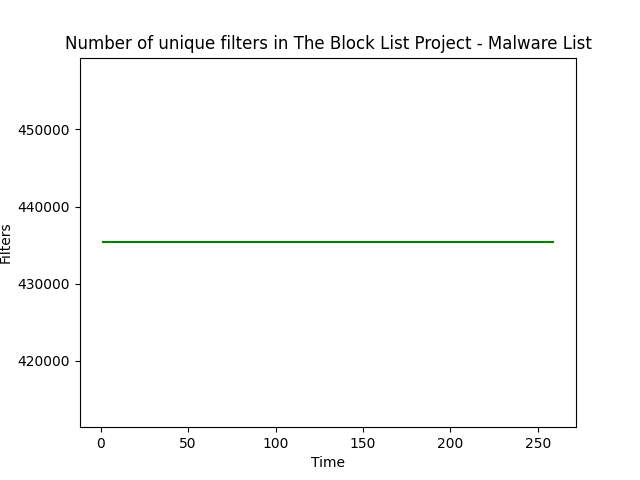 Number of unique filters in The Block List Project - Malware List
450000
440000
430000
420000
Filters
0 50 100 150 200 250
Time